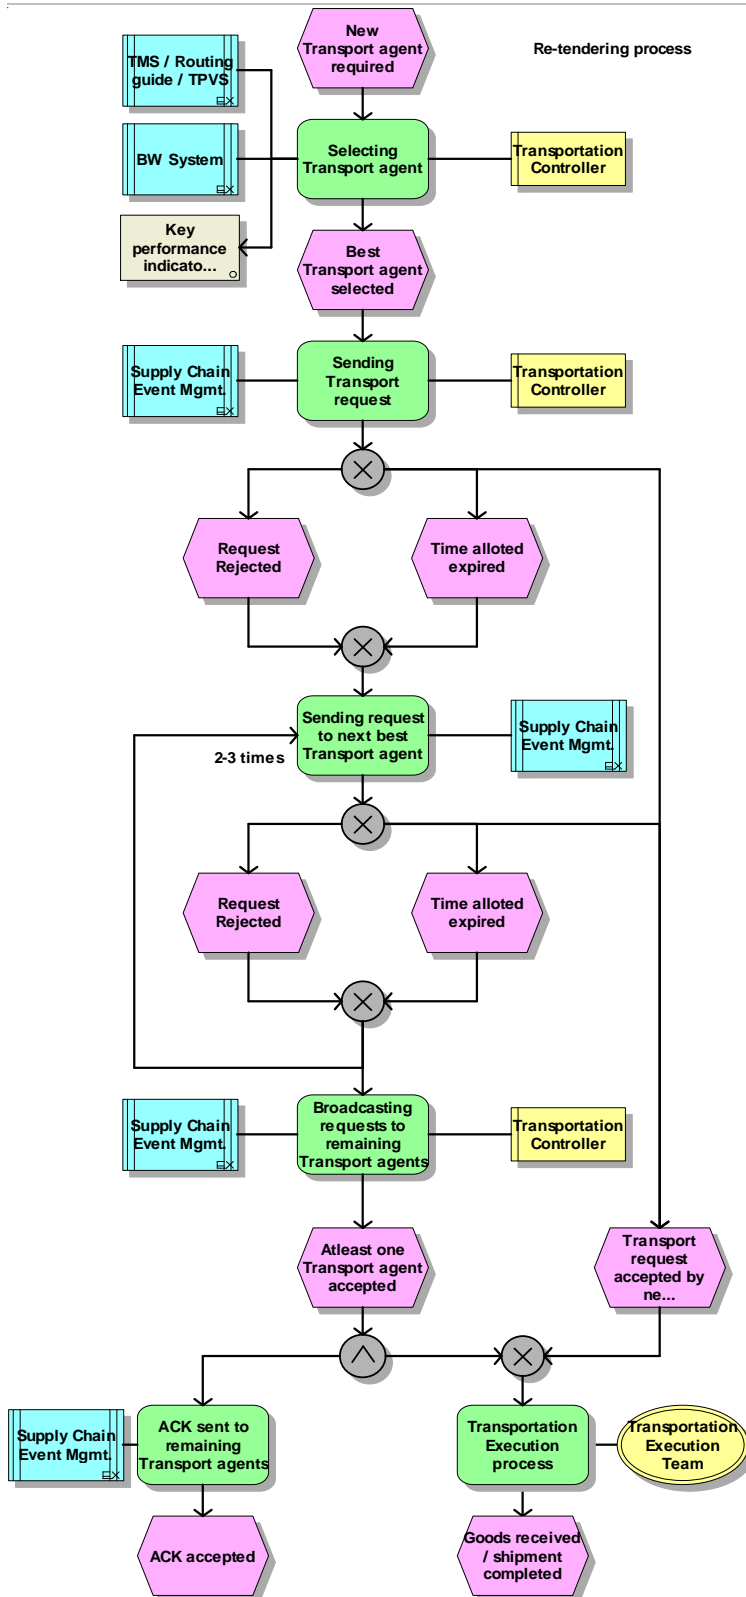 New
Transport agent
required
Re-tendering process
TMS / Routing
guide / TPVS
BW System
Selecting
Transport agent
Transportation
Controller
Key
performance
indicato...
Best
Transport agent
selected
Supply Chain
Event Mgmt.
Sending
Transport
request
Transportation
Controller
Request
Rejected
Time alloted
expired
Sending request
to next best
Transport agent
2-3 times
Supply Chain
Event Mgmt.
Request
Rejected
Time alloted
expired
Supply Chain
Event Mgmt.
Broadcasting
requests to
remaining
Transport agents
Transportation
Controller
Atleast one
Transport agent
accepted
Transport
request
accepted by
ne...
Supply Chain
Event Mgmt.
ACK sent to
remaining
Transport agents
Transportation
Execution
process
Transportation
Execution
Team
ACK accepted
Goods received
/ shipment
completed